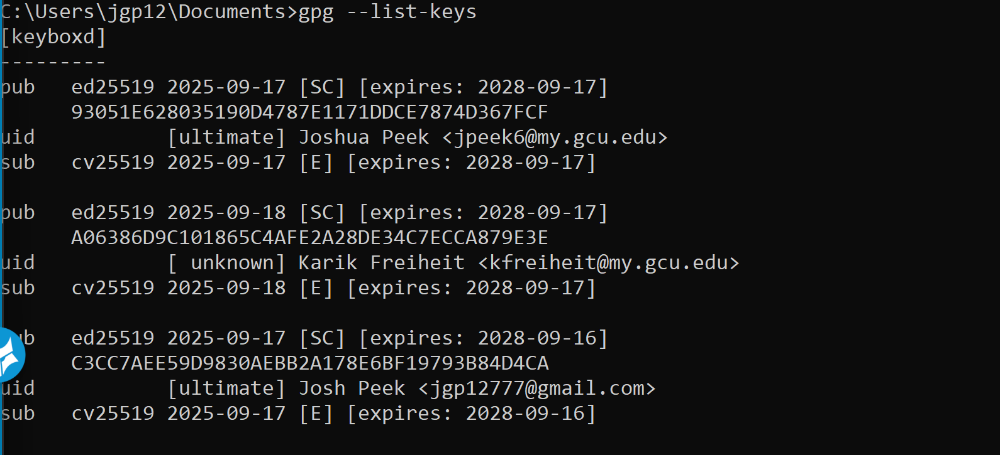 C:\Users\jgp12\Documents>gpg --list-keys
[keyboxd]
---------
pub   ed25519 2025-09-17 [SC] [expires: 2028-09-17]
      93051E628035190D4787E1171DDCE7874D367FCF
uid           [ultimate] Joshua Peek <jpeek6@my.gcu.edu>
sub   cv25519 2025-09-17 [E] [expires: 2028-09-17]

pub   ed25519 2025-09-18 [SC] [expires: 2028-09-17]
      A06386D9C101865C4AFE2A28DE34C7ECCA879E3E
uid           [ unknown] Karik Freiheit <kfreiheit@my.gcu.edu>
sub   cv25519 2025-09-18 [E] [expires: 2028-09-17]

pub   ed25519 2025-09-17 [SC] [expires: 2028-09-16]
      C3CC7AEE59D9830AEBB2A178E6BF19793B84D4CA
uid           [ultimate] Josh Peek <jgp12777@gmail.com>
sub   cv25519 2025-09-17 [E] [expires: 2028-09-16]